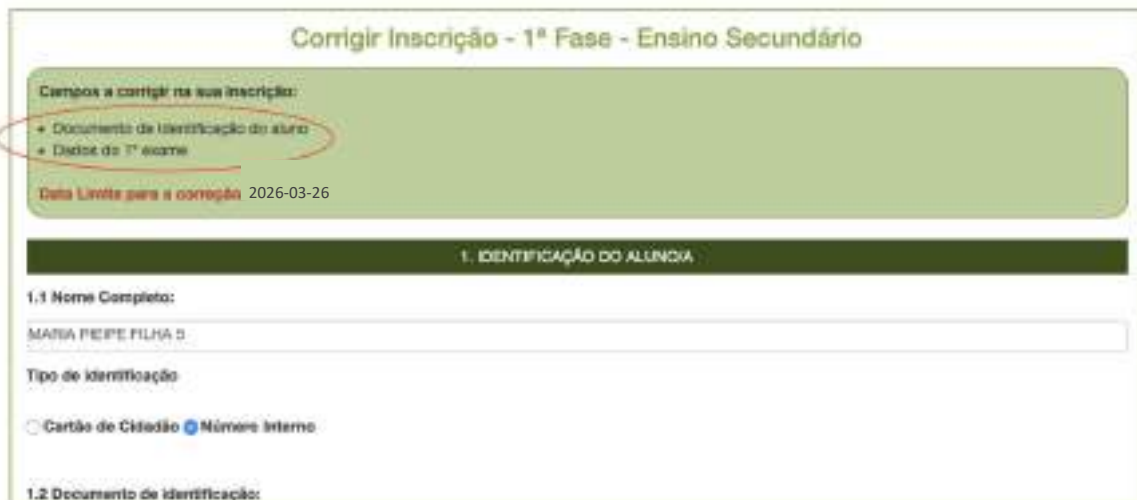 Corrigir Inscrição - 1ª Fase - Ensino Secundário
Campos a corrigir na sua inscrição:
• Documento de identificação do aluno
• Dados do 1º exame
Data Limite para a correção 2026-03-26
1. IDENTIFICAÇÃO DO ALUNO/A
1.1 Nome Completo:
MARIA PIEIPE FILHA 5
Tipo de identificação
Cartão de Cidadão Número Interno
1.2 Documento de identificação: